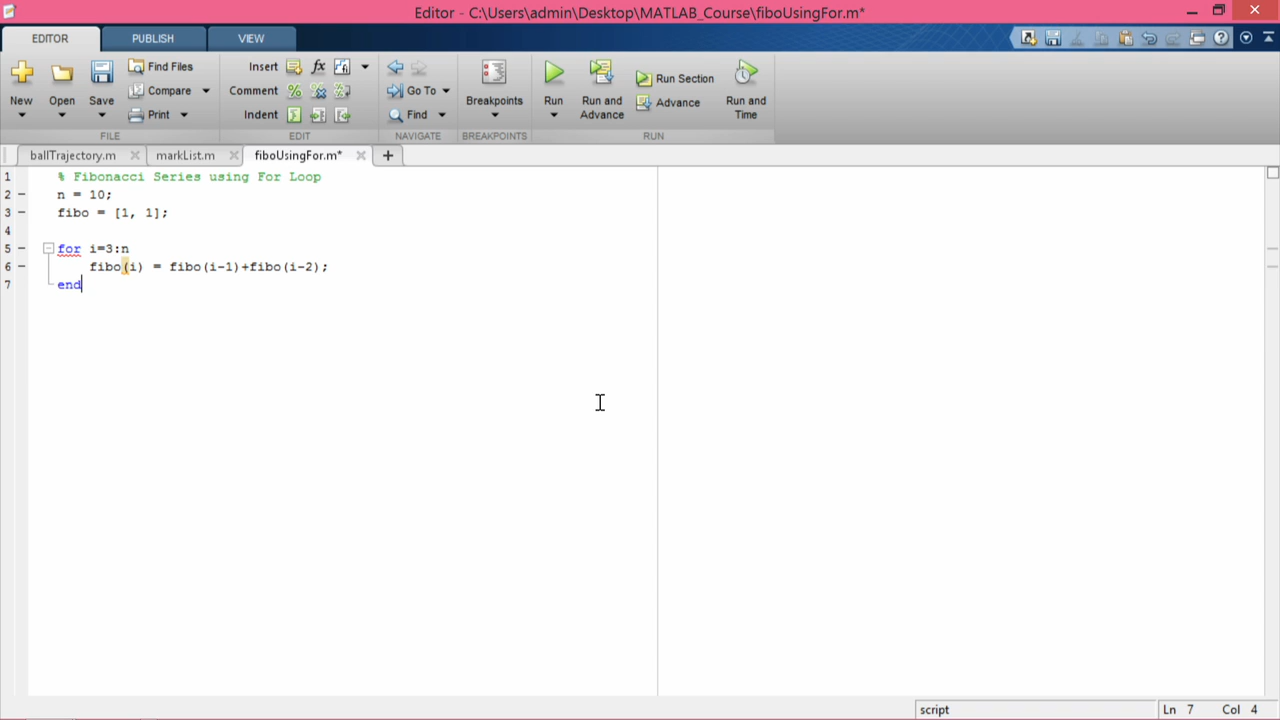 Editor - C:\Users\admin\Desktop\MATLAB_Course\fiboUsingFor.m*
EDITOR PUBLISH VIEW
New Open Save Find Files Compare Print
FILE
Insert fx Comment Indent
EDIT
Go To Find
NAVIGATE
Breakpoints
BREAKPOINTS
Run Run and Advance Run Section Advance Run and Time
RUN
ballTrajectory.m markList.m fiboUsingFor.m*
1 % Fibonacci Series using For Loop
2 n = 10;
3 fibo = [1, 1];
4
5 for i=3:n
6 fibo(i) = fibo(i-1)+fibo(i-2);
7 end
script Ln 7 Col 4